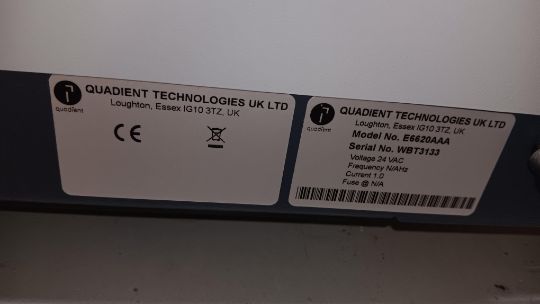 quadient
QUADIENT TECHNOLOGIES UK LTD
Loughton, Essex IG10 3TZ, UK
CE
quadient
QUADIENT TECHNOLOGIES UK LTD
Loughton, Essex IG10 3TZ, UK
Model No. E6620AAA
Serial No. WBT3133
Voltage 24 VAC
Frequency N/AHz
Current 1.0
Fuse @ N/A